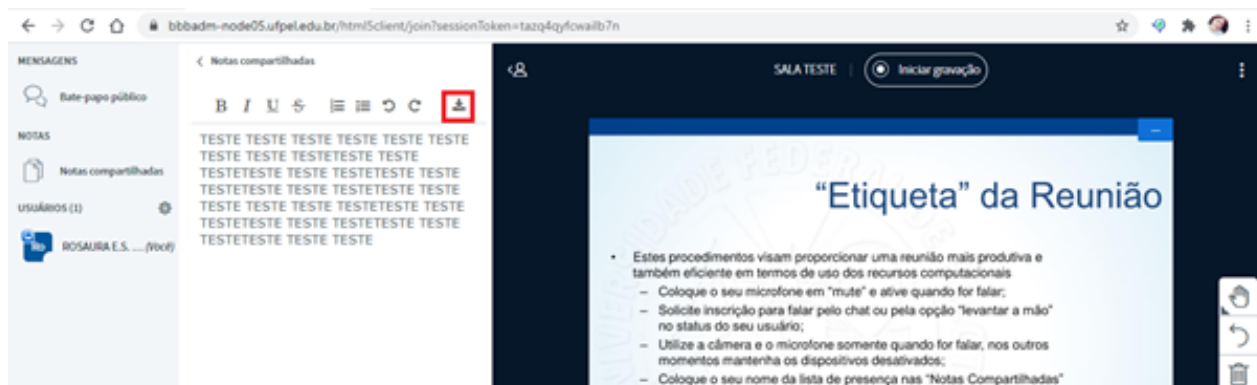 bbbadm-node05.ufpel.edu.br/html5client/join?sessionToken=tazq4qyfcwailb7n
MENSAGENS
Bate-papo público
NOTAS
Notas compartilhadas
USUÁRIOS (1)
Ro
ROSAURA E.S. .... (Você)
Notas compartilhadas
B I U S
TESTE TESTE TESTE TESTE TESTE TESTE
TESTE TESTE TESTETESTE TESTE
TESTETESTE TESTE TESTETESTE TESTE
TESTETESTE TESTE TESTETESTE TESTE
TESTE TESTE TESTE TESTETESTE TESTE
TESTETESTE TESTE TESTETESTE TESTE
TESTETESTE TESTE TESTE
SALA TESTE | Iniciar gravação
“Etiqueta” da Reunião
• Estes procedimentos visam proporcionar uma reunião mais produtiva e
também eficiente em termos de uso dos recursos computacionais
– Coloque o seu microfone em “mute” e ative quando for falar;
– Solicite inscrição para falar pelo chat ou pela opção “levantar a mão”
no status do seu usuário;
– Utilize a câmera e o microfone somente quando for falar, nos outros
momentos mantenha os dispositivos desativados;
– Coloque o seu nome da lista de presença nas “Notas Compartilhadas”